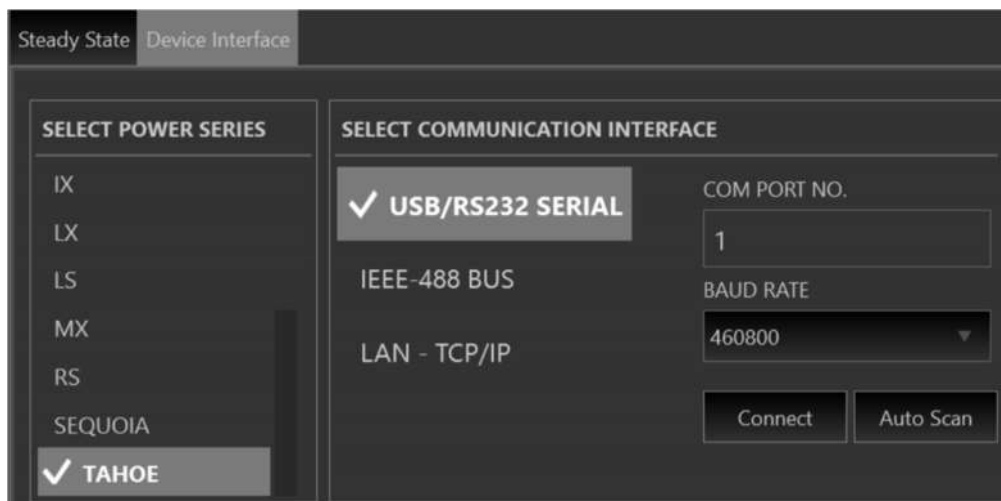 Steady State Device Interface
SELECT POWER SERIES
IX
LX
LS
MX
RS
SEQUOIA
TAHOE
SELECT COMMUNICATION INTERFACE
USB/RS232 SERIAL
IEEE-488 BUS
LAN - TCP/IP
COM PORT NO.
1
BAUD RATE
460800
Connect Auto Scan